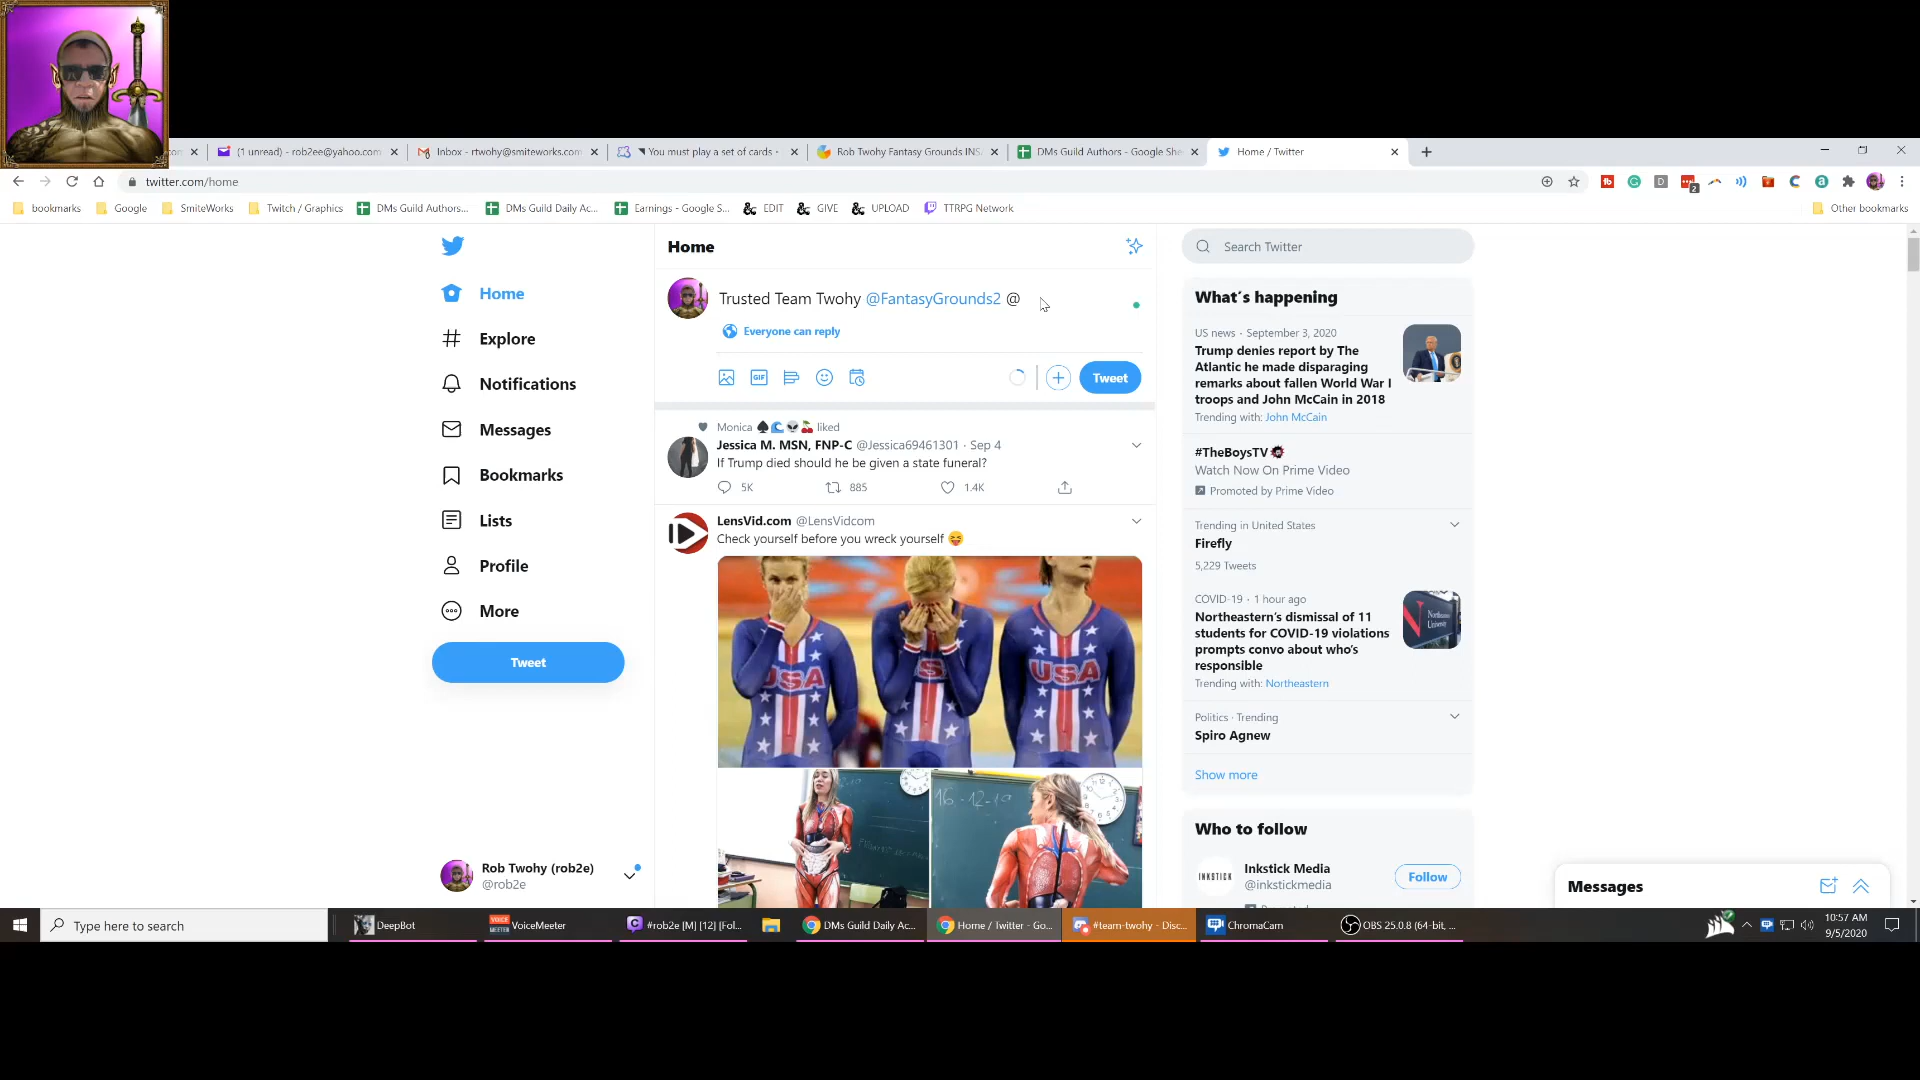 (1 unread) - rob2ee@yahoo.com
Inbox - rtwohy@smiteworks.com
You must play a set of cards •
Rob Twohy Fantasy Grounds INS
DMs Guild Authors - Google She
Home / Twitter
twitter.com/home
2
bookmarks
Google
SmiteWorks
Twitch / Graphics
DMs Guild Authors...
DMs Guild Daily Ac...
Earnings - Google S...
EDIT
GIVE
UPLOAD
TTRPG Network
Other bookmarks
Home
Explore
Notifications
Messages
Bookmarks
Lists
Profile
More
Tweet
Rob Twohy (rob2e)
@rob2e
Home
Trusted Team Twohy @FantasyGrounds2 @
Everyone can reply
GIF
Tweet
Monica ♠️🌊👽🍒 liked
Jessica M. MSN, FNP-C @Jessica69461301 · Sep 4
If Trump died should he be given a state funeral?
5K 885 1.4K
LensVid.com @LensVidcom
Check yourself before you wreck yourself 😝
USA
S
USA
16-12-19
Search Twitter
What's happening
US news · September 3, 2020
Trump denies report by The
Atlantic he made disparaging
remarks about fallen World War I
troops and John McCain in 2018
Trending with: John McCain
#TheBoysTV
Watch Now On Prime Video
Promoted by Prime Video
Trending in United States
Firefly
5,229 Tweets
COVID-19 · 1 hour ago
Northeastern's dismissal of 11
students for COVID-19 violations
prompts convo about who's
responsible
Trending with: Northeastern
Northeastern
University
Politics · Trending
Spiro Agnew
Show more
Who to follow
INKSTICK
Inkstick Media
@inkstickmedia
Follow
Messages
Type here to search
DeepBot
VOICE
MEETER
VoiceMeeter
#rob2e [M] [12] [Fol...
DMs Guild Daily Ac...
Home / Twitter - Go...
#team-twohy - Disc...
ChromaCam
OBS 25.0.8 (64-bit, ...
10:57 AM
9/5/2020